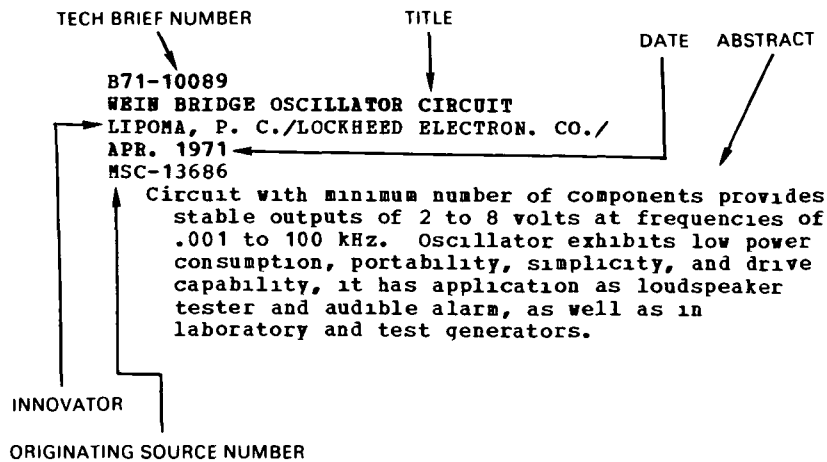 TECH BRIEF NUMBER
TITLE
DATE
ABSTRACT
B71-10089
WEIN BRIDGE OSCILLATOR CIRCUIT
LIPOMA, P. C./LOCKHEED ELECTRON. CO./
APR. 1971
MSC-13686
Circuit with minimum number of components provides
stable outputs of 2 to 8 volts at frequencies of
.001 to 100 kHz. Oscillator exhibits low power
consumption, portability, simplicity, and drive
capability, it has application as loudspeaker
tester and audible alarm, as well as in
laboratory and test generators.
INNOVATOR
ORIGINATING SOURCE NUMBER